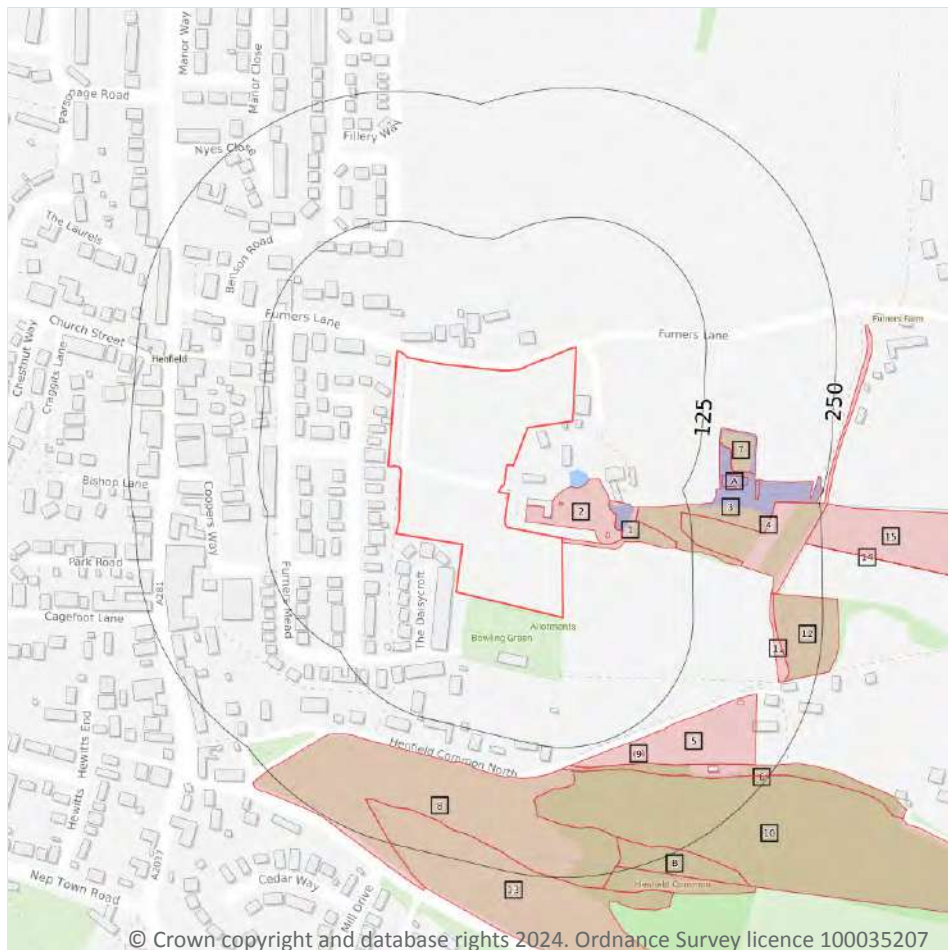 Manor Way
Manor Close
Fillery Way
Nyes Close
The Laurels
Benson Road
Church Street
Chestnut Way
Craggits Lane
Henfield
Furners Lane
Furners Lane
Furners Farm
125
250
7
A
3
4
2
1
15
14
Bishop Lane
Coopers Way
Park Road
A281
Cagefoot Lane
Furners Mead
The Daisycroft
Allotments
Bowling Green
12
11
5
(9)
6
Henfield Common North
8
10
B
Henfield Common
13
Hewitts End
Hewitts
A2037
Nep Town Road
Cedar Way
Mill Drive
© Crown copyright and database rights 2024. Ordnance Survey licence 100035207